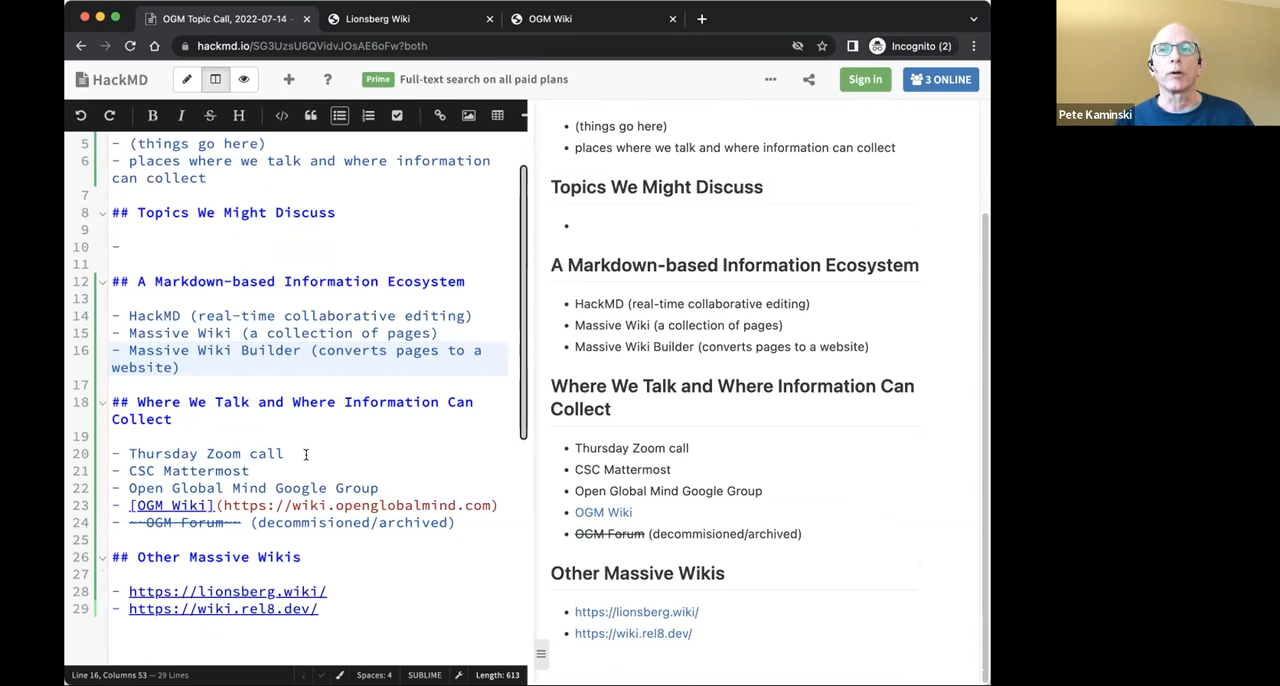 OGM Topic Call, 2022-07-14 -
Lionsberg Wiki
OGM Wiki
hackmd.io/SG3UzsU6QVidvJOsAE6oFw?both
Incognito (2)
HackMD
Prime
Full-text search on all paid plans
Sign in
3 ONLINE
B I S H
5 - (things go here)
6 - places where we talk and where information
can collect
7
8 ## Topics We Might Discuss
9
10 -
11
12 ## A Markdown-based Information Ecosystem
13
14 - HackMD (real-time collaborative editing)
15 - Massive Wiki (a collection of pages)
16 - Massive Wiki Builder (converts pages to a
website)
17
18 ## Where We Talk and Where Information Can
Collect
19
20 - Thursday Zoom call
21 - CSC Mattermost
22 - Open Global Mind Google Group
23 - [OGM Wiki](https://wiki.openglobalmind.com)
24 - ~~OGM Forum~~ (decommisioned/archived)
25
26 ## Other Massive Wikis
27
28 - https://lionsberg.wiki/
29 - https://wiki.rel8.dev/
Line 16, Columns 53 — 29 Lines
Spaces: 4
SUBLIME
Length: 613
• (things go here)
• places where we talk and where information can collect
Topics We Might Discuss
•
A Markdown-based Information Ecosystem
• HackMD (real-time collaborative editing)
• Massive Wiki (a collection of pages)
• Massive Wiki Builder (converts pages to a website)
Where We Talk and Where Information Can
Collect
• Thursday Zoom call
• CSC Mattermost
• Open Global Mind Google Group
• OGM Wiki
• OGM Forum (decommisioned/archived)
Other Massive Wikis
• https://lionsberg.wiki/
• https://wiki.rel8.dev/
Pete Kaminski